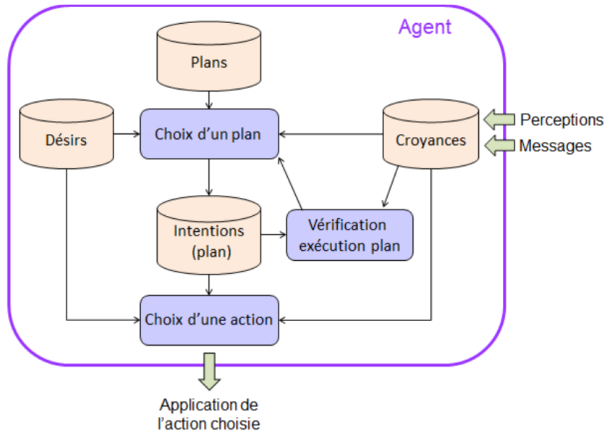 Agent
Plans
Désirs
Choix d'un plan
Croyances
Perceptions
Messages
Intentions
(plan)
Vérification
exécution plan
Choix d'une action
Application de
l'action choisie